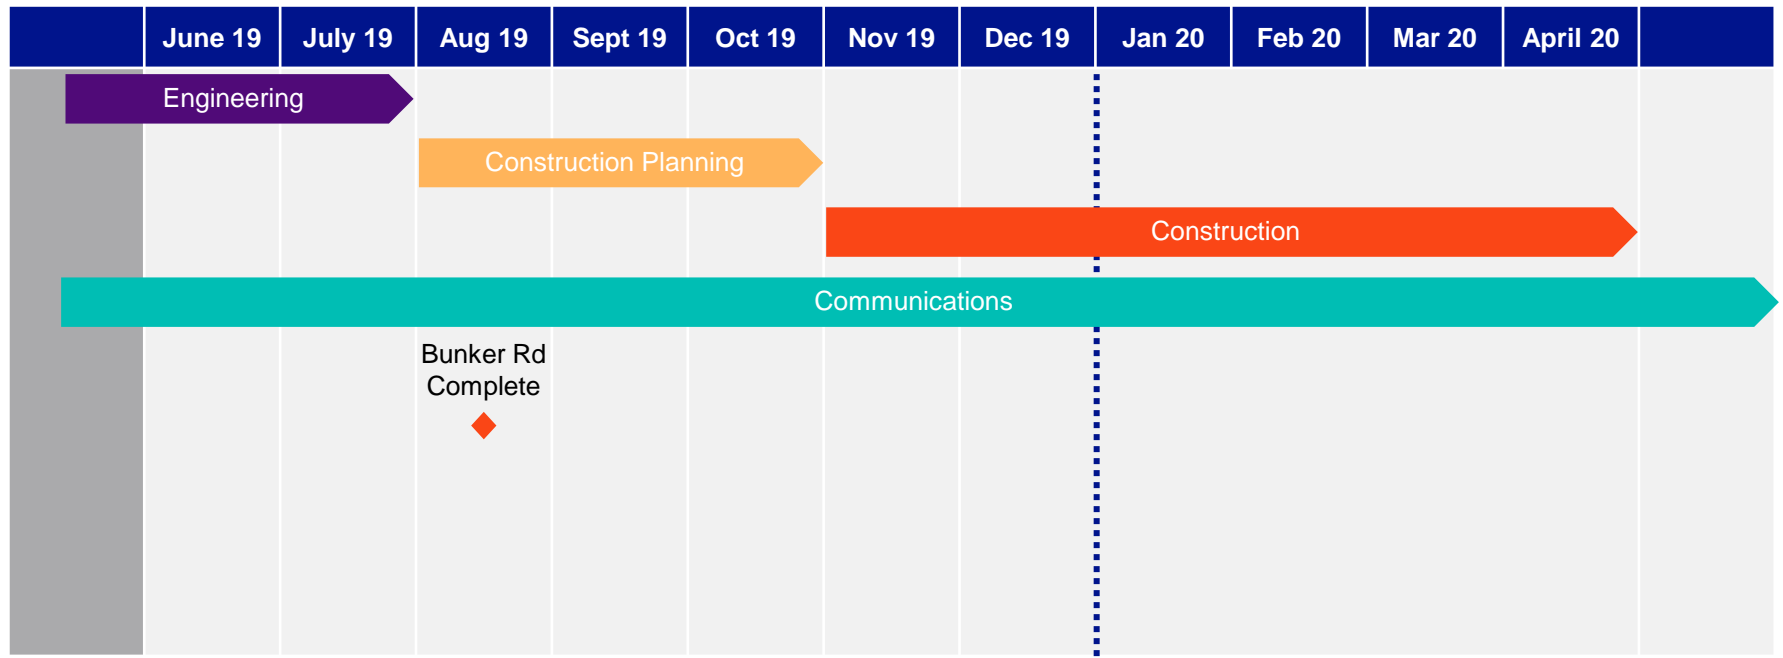 June 19 July 19 Aug 19 Sept 19 Oct 19 Nov 19 Dec 19 Jan 20 Feb 20 Mar 20 April 20
Engineering
Construction Planning
Construction
Communications
Bunker Rd
Complete